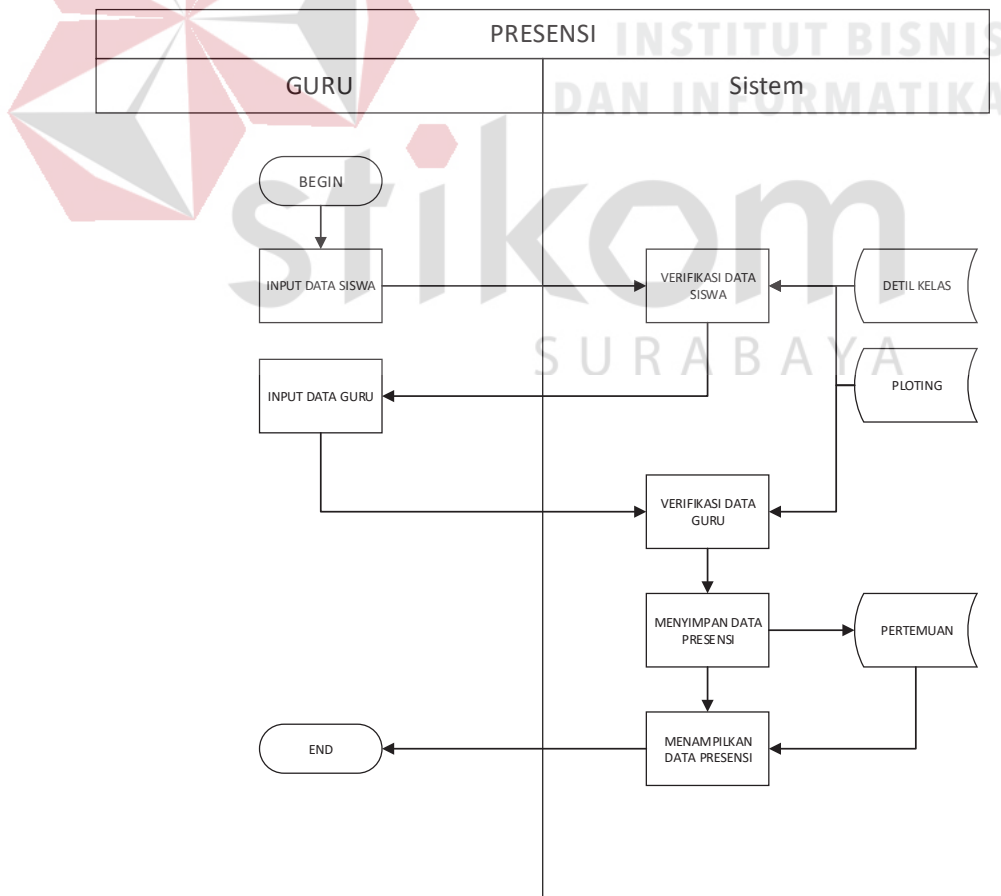 PRESENSI
INSTITUT BISNIS
DAN INFORMATIKA
GURU
Sistem
stikom
SURABAYA
BEGIN
INPUT DATA SISWA
VERIFIKASI DATA
SISWA
DETIL KELAS
INPUT DATA GURU
PLOTING
VERIFIKASI DATA
GURU
MENYIMPAN DATA
PRESENSI
PERTEMUAN
END
MENAMPILKAN
DATA PRESENSI